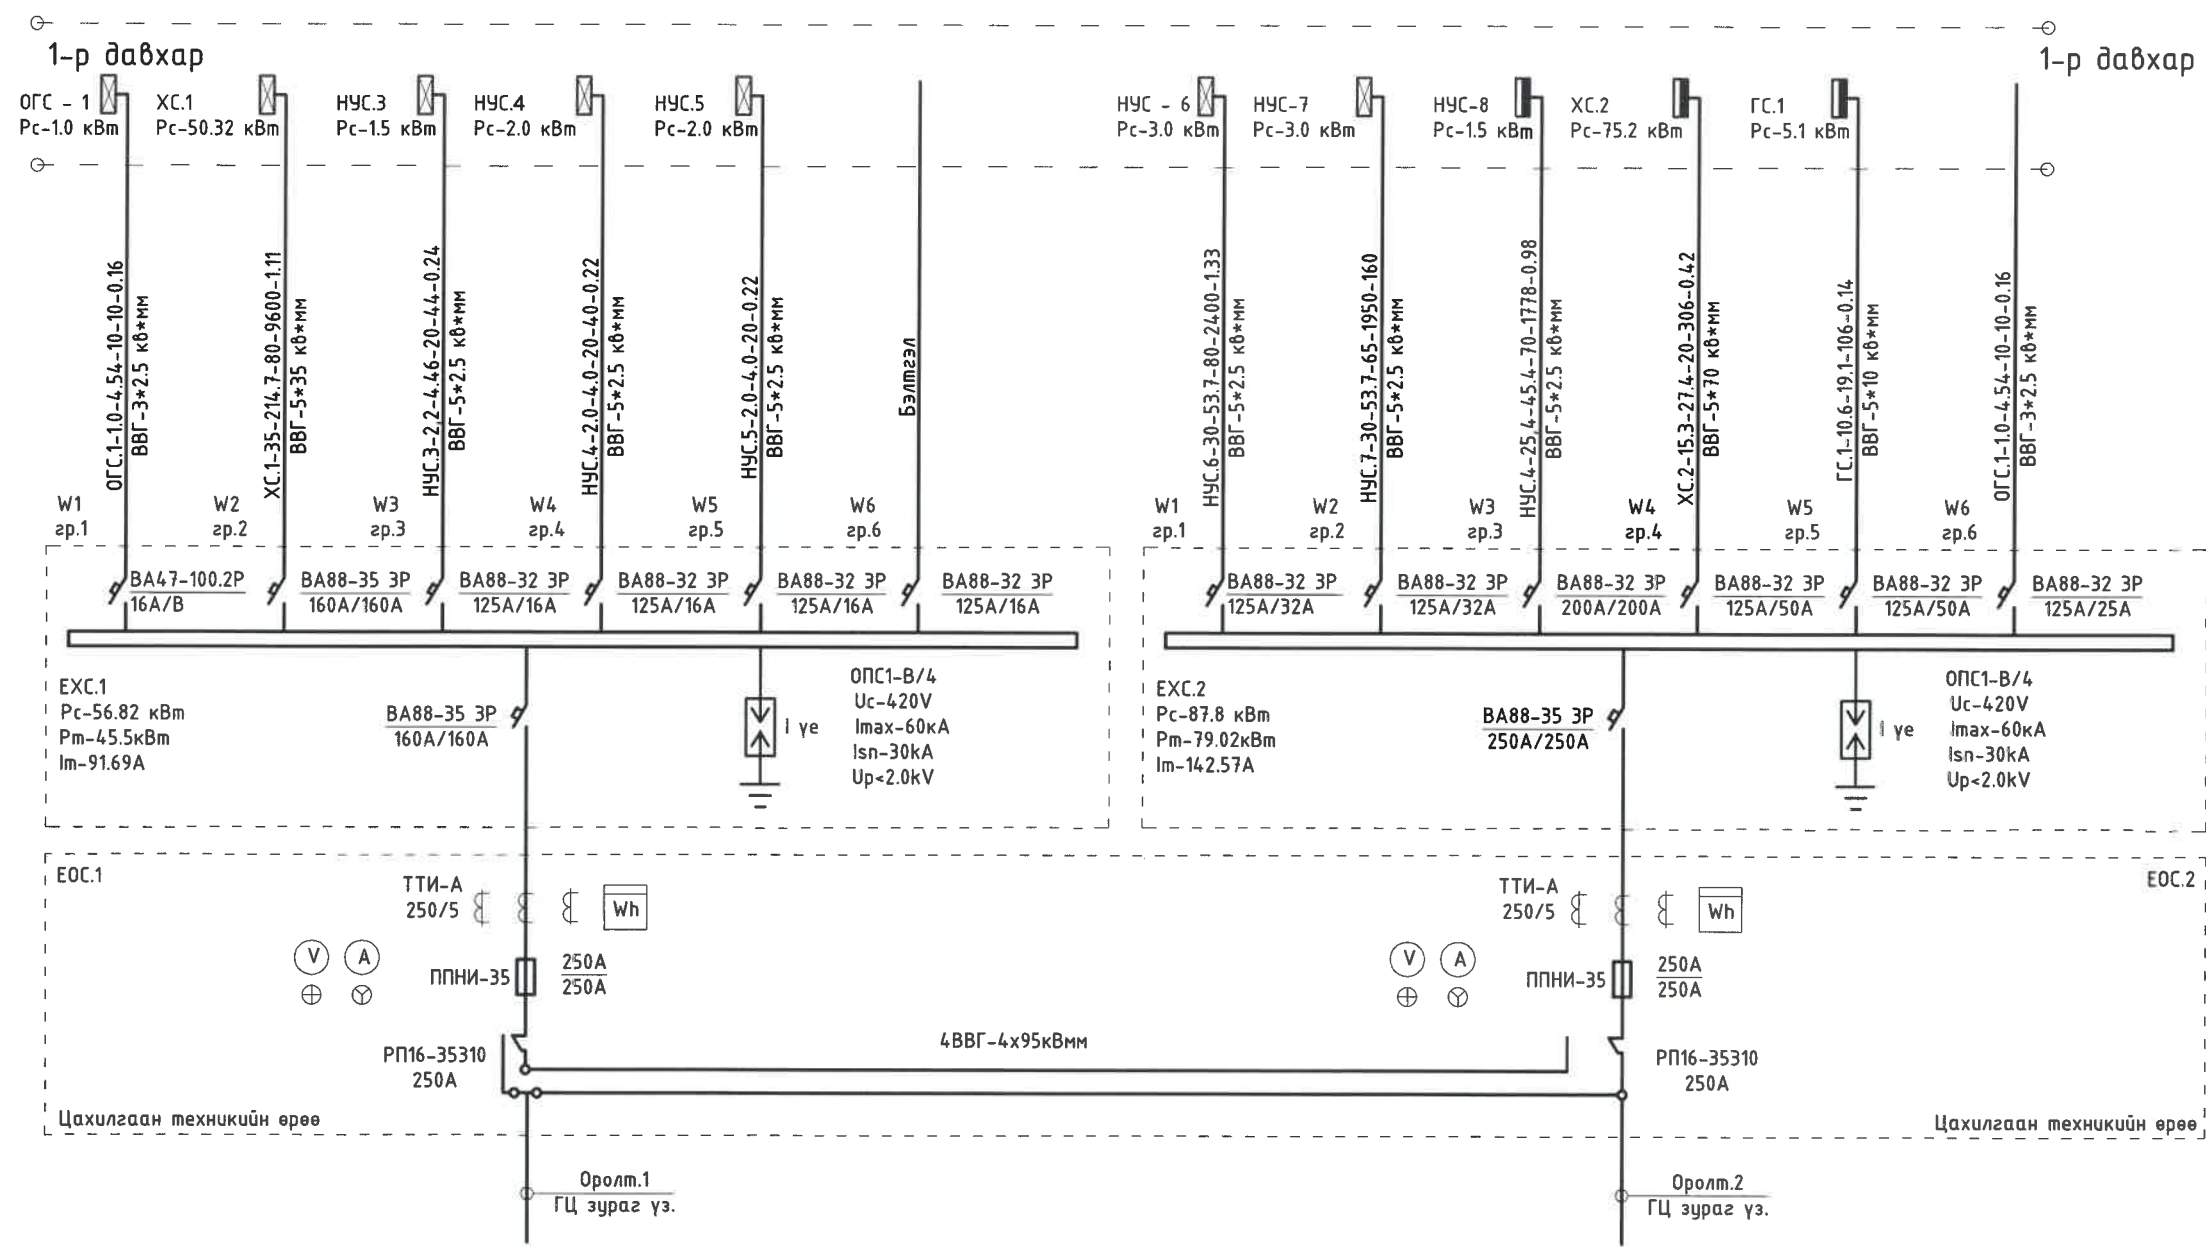 1-р давхар
1-р давхар
ОГС - 1
Рс-1.0 кВт
ХС.1
Рс-50.32 кВт
НУС.3
Рс-1.5 кВт
НУС.4
Рс-2.0 кВт
НУС.5
Рс-2.0 кВт
НУС - 6
Рс-3.0 кВт
НУС-7
Рс-3.0 кВт
НУС-8
Рс-1.5 кВт
ХС.2
Рс-75.2 кВт
ГС.1
Рс-5.1 кВт
ОГС.1-1.0-4.54-10-10-0.16
ВВГ-3*2.5 кв*мм
ХС.1-35-214.7-80-9600-1.11
ВВГ-5*35 кв*мм
НУС.3-2,2-4.46-20-44-0.24
ВВГ-5*2.5 кв*мм
НУС.4-2.0-4.0-20-40-0.22
ВВГ-5*2.5 кв*мм
НУС.5-2.0-4.0-20-0.22
ВВГ-5*2.5 кв*мм
Бэлтгэл
НУС.6-30-53.7-80-2400-1.33
ВВГ-5*2.5 кв*мм
НУС.7-30-53.7-65-1950-160
ВВГ-5*2.5 кв*мм
НУС.4-25,4-45.4-70-1778-0.98
ВВГ-5*2.5 кв*мм
ХС.2-15.3-27.4-20-306-0.42
ВВГ-5*70 кв*мм
ГС.1-10.6-19.1-106-0.14
ВВГ-5*10 кв*мм
ОГС.1-1.0-4.54-10-10-0.16
ВВГ-3*2.5 кв*мм
W1
гр.1
W2
гр.2
W3
гр.3
W4
гр.4
W5
гр.5
W6
гр.6
W1
гр.1
W2
гр.2
W3
гр.3
W4
гр.4
W5
гр.5
W6
гр.6
ВА47-100.2Р
16А/В
ВА88-35 3Р
160А/160А
ВА88-32 3Р
125А/16А
ВА88-32 3Р
125А/16А
ВА88-32 3Р
125А/16А
ВА88-32 3Р
125А/16А
ВА88-32 3Р
125А/32А
ВА88-32 3Р
125А/32А
ВА88-32 3Р
200А/200А
ВА88-32 3Р
125А/50А
ВА88-32 3Р
125А/50А
ВА88-32 3Р
125А/25А
ЕХС.1
Рс-56.82 кВт
Рт-45.5кВт
Iт-91.69А
ВА88-35 3Р
160А/160А
I үе
ОПС1-В/4
Uc-420V
Imax-60кА
Isn-30kA
Up<2.0kV
ЕХС.2
Рс-87.8 кВт
Рт-79.02кВт
Iт-142.57А
ВА88-35 3Р
250А/250А
I үе
ОПС1-В/4
Uc-420V
Imax-60кА
Isn-30kA
Up<2.0kV
ЕОС.1
ТТИ-А
250/5
Wh
V
A
ППНИ-35
250А
250А
РП16-35310
250А
4ВВГ-4х95кВмм
ЕОС.2
ТТИ-А
250/5
Wh
V
A
ППНИ-35
250А
250А
РП16-35310
250А
Цахилгаан техникийн өрөө
Цахилгаан техникийн өрөө
Оролт.1
ГЦ зураг үз.
Оролт.2
ГЦ зураг үз.